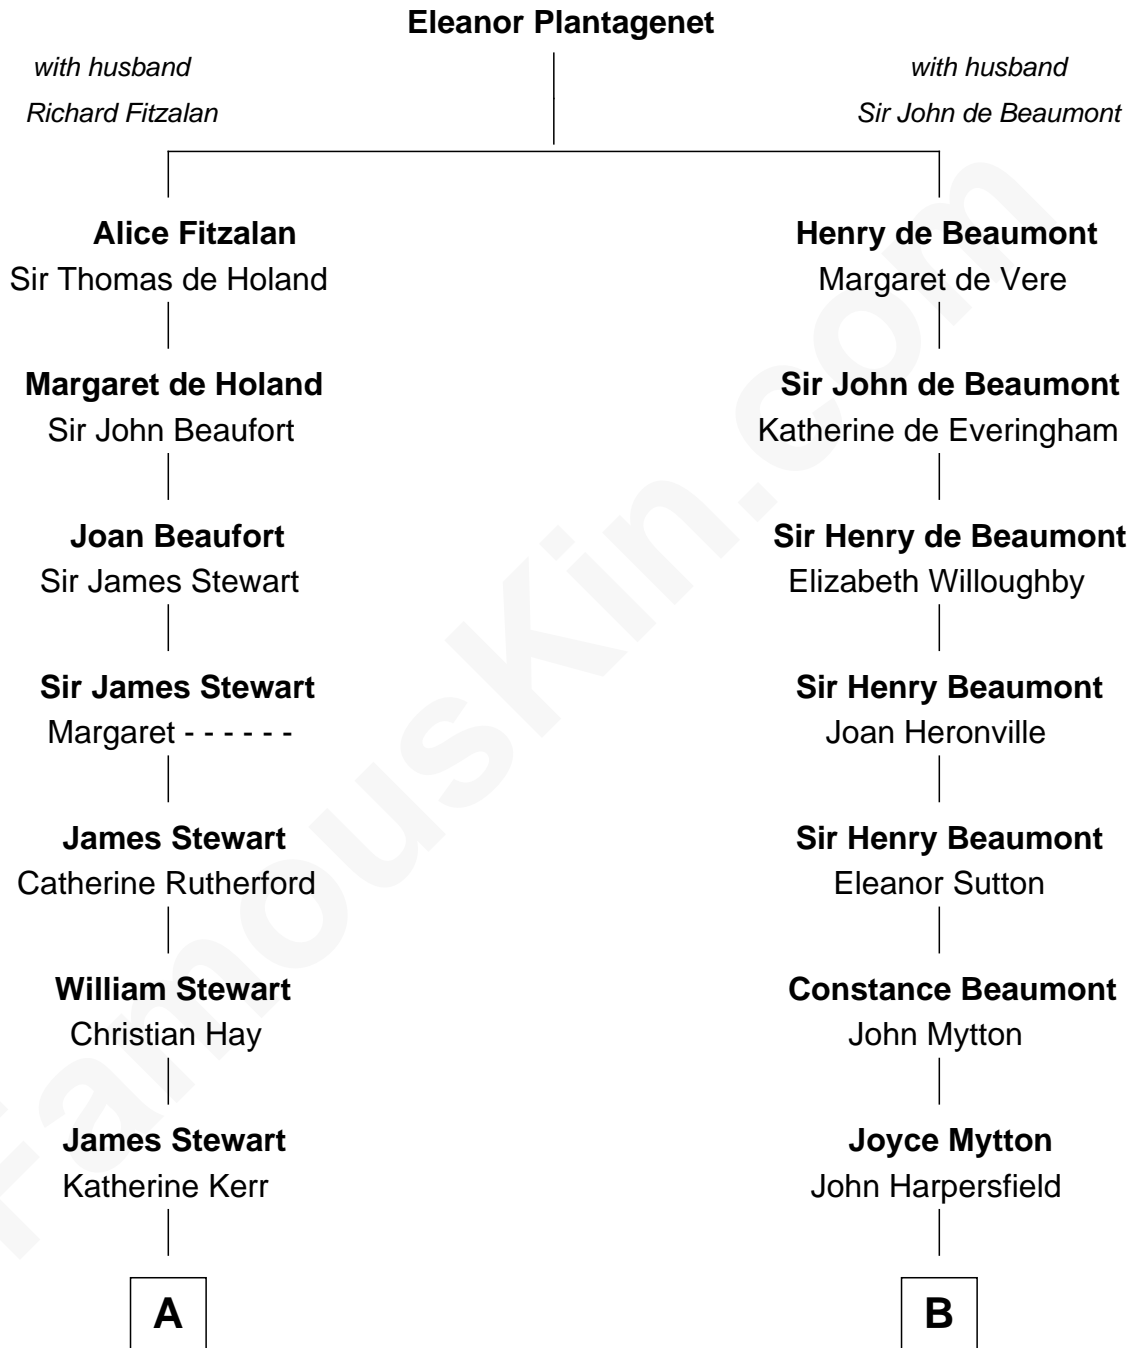 Eleanor Plantagenet
with husband
Richard Fitzalan
with husband
Sir John de Beaumont
Alice Fitzalan
Sir Thomas de Holand
Henry de Beaumont
Margaret de Vere
Margaret de Holand
Sir John Beaufort
Sir John de Beaumont
Katherine de Everingham
Joan Beaufort
Sir James Stewart
Sir Henry de Beaumont
Elizabeth Willoughby
Sir James Stewart
Margaret - - - - - -
Sir Henry Beaumont
Joan Heronville
James Stewart
Catherine Rutherford
Sir Henry Beaumont
Eleanor Sutton
William Stewart
Christian Hay
Constance Beaumont
John Mytton
James Stewart
Katherine Kerr
Joyce Mytton
John Harpersfield
A
B
FamousKin.com